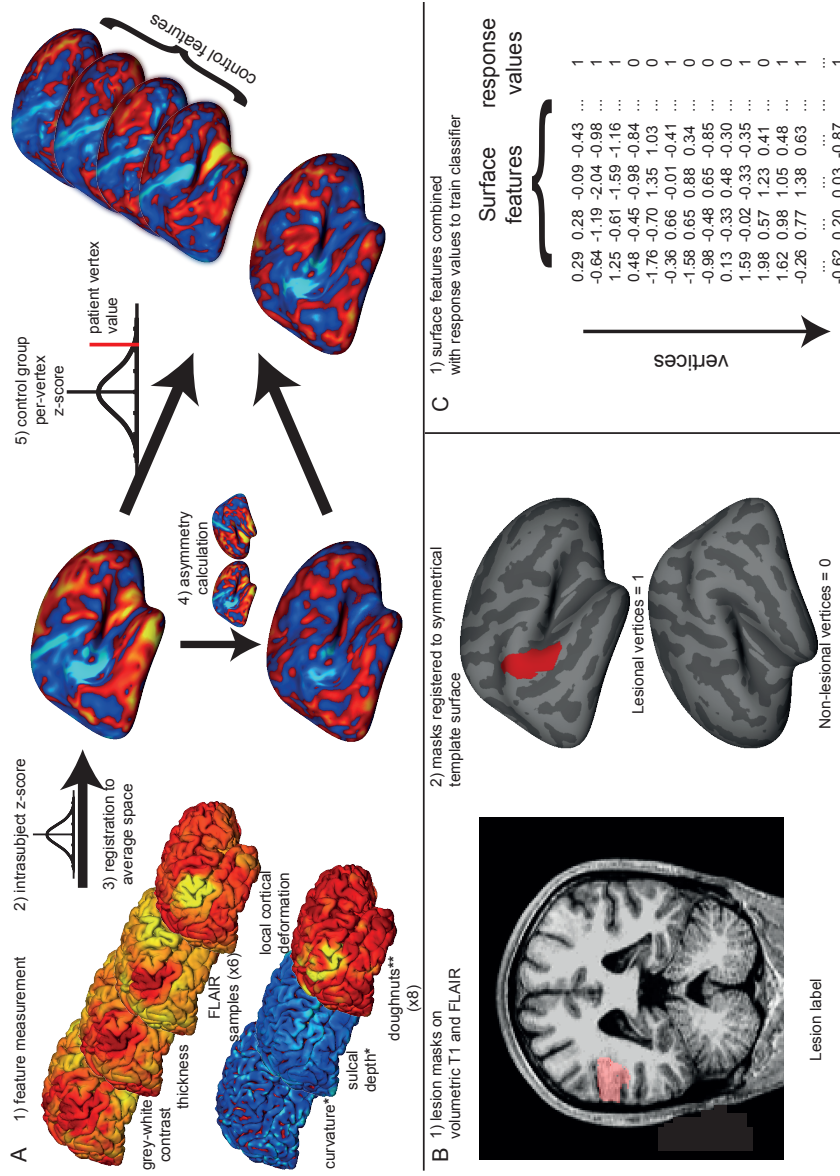 A
1) feature measurement
grey-white
contrast
thickness
FLAIR
samples (x6)
curvature*
sulcal
depth*
local cortical
deformation
doughnuts**
(x8)
2) intrasubject z-score
3) registration to
average space
4) asymmetry
calculation
5) control group
per-vertex
z-score
patient vertex
value
control features
B
1) lesion masks on
volumetric T1 and FLAIR
Lesion label
2) masks registered to symmetrical
template surface
Lesional vertices = 1
Non-lesional vertices = 0
C
1) surface features combined
with response values to train classifier
Surface
features
response
values
vertices
0.29 0.28 -0.09 -0.43 ... 1
-0.64 -1.19 -2.04 -0.98 ... 1
1.25 -0.61 -1.59 -1.16 ... 1
0.48 -0.45 -0.98 -0.84 ... 0
-1.76 -0.70 1.35 1.03 ... 0
-0.36 0.66 -0.01 -0.41 ... 1
-1.58 0.65 0.88 0.34 ... 0
-0.98 -0.48 0.65 -0.85 ... 0
0.13 -0.33 0.48 -0.30 ... 0
1.59 -0.02 -0.33 -0.35 ... 1
1.98 0.57 1.23 0.41 ... 0
1.62 0.98 1.05 0.48 ... 1
-0.26 0.77 1.38 0.63 ... 1
... ... ... ... ...